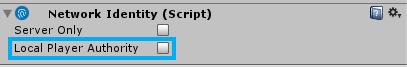 Network Identity (Script)
Server Only
Local Player Authority